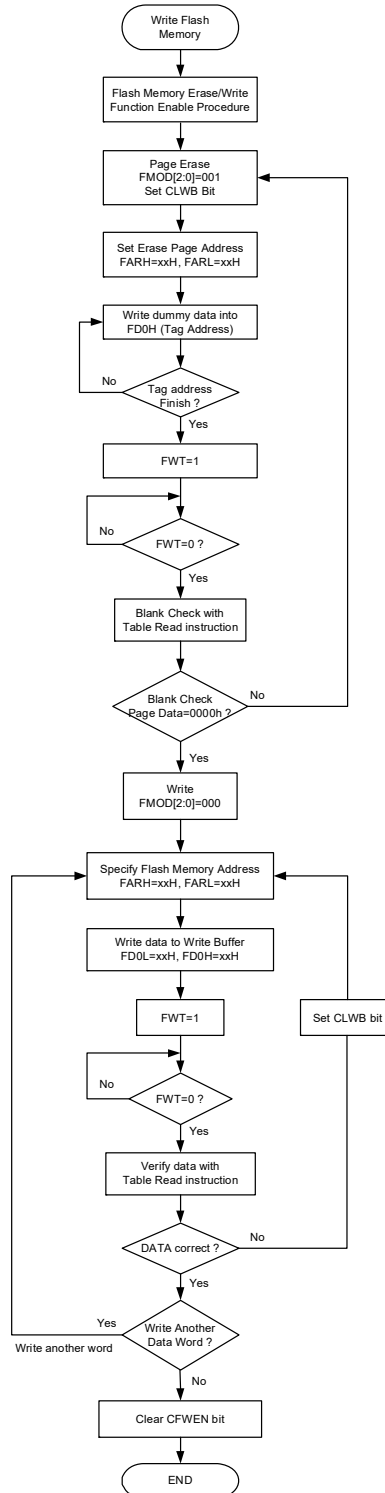 Write Flash
Memory
Flash Memory Erase/Write
Function Enable Procedure
Page Erase
FMOD[2:0]=001
Set CLWB Bit
Set Erase Page Address
FARH=xxH, FARL=xxH
Write dummy data into
FD0H (Tag Address)
No
Tag address
Finish ?
Yes
FWT=1
No
FWT=0 ?
Yes
Blank Check with
Table Read instruction
No
Blank Check
Page Data=0000h ?
Yes
Write
FMOD[2:0]=000
Specify Flash Memory Address
FARH=xxH, FARL=xxH
Write data to Write Buffer
FD0L=xxH, FD0H=xxH
FWT=1
Set CLWB bit
No
FWT=0 ?
Yes
Verify data with
Table Read instruction
No
DATA correct ?
Yes
Yes
Write Another
Data Word ?
Write another word
No
Clear CFWEN bit
END